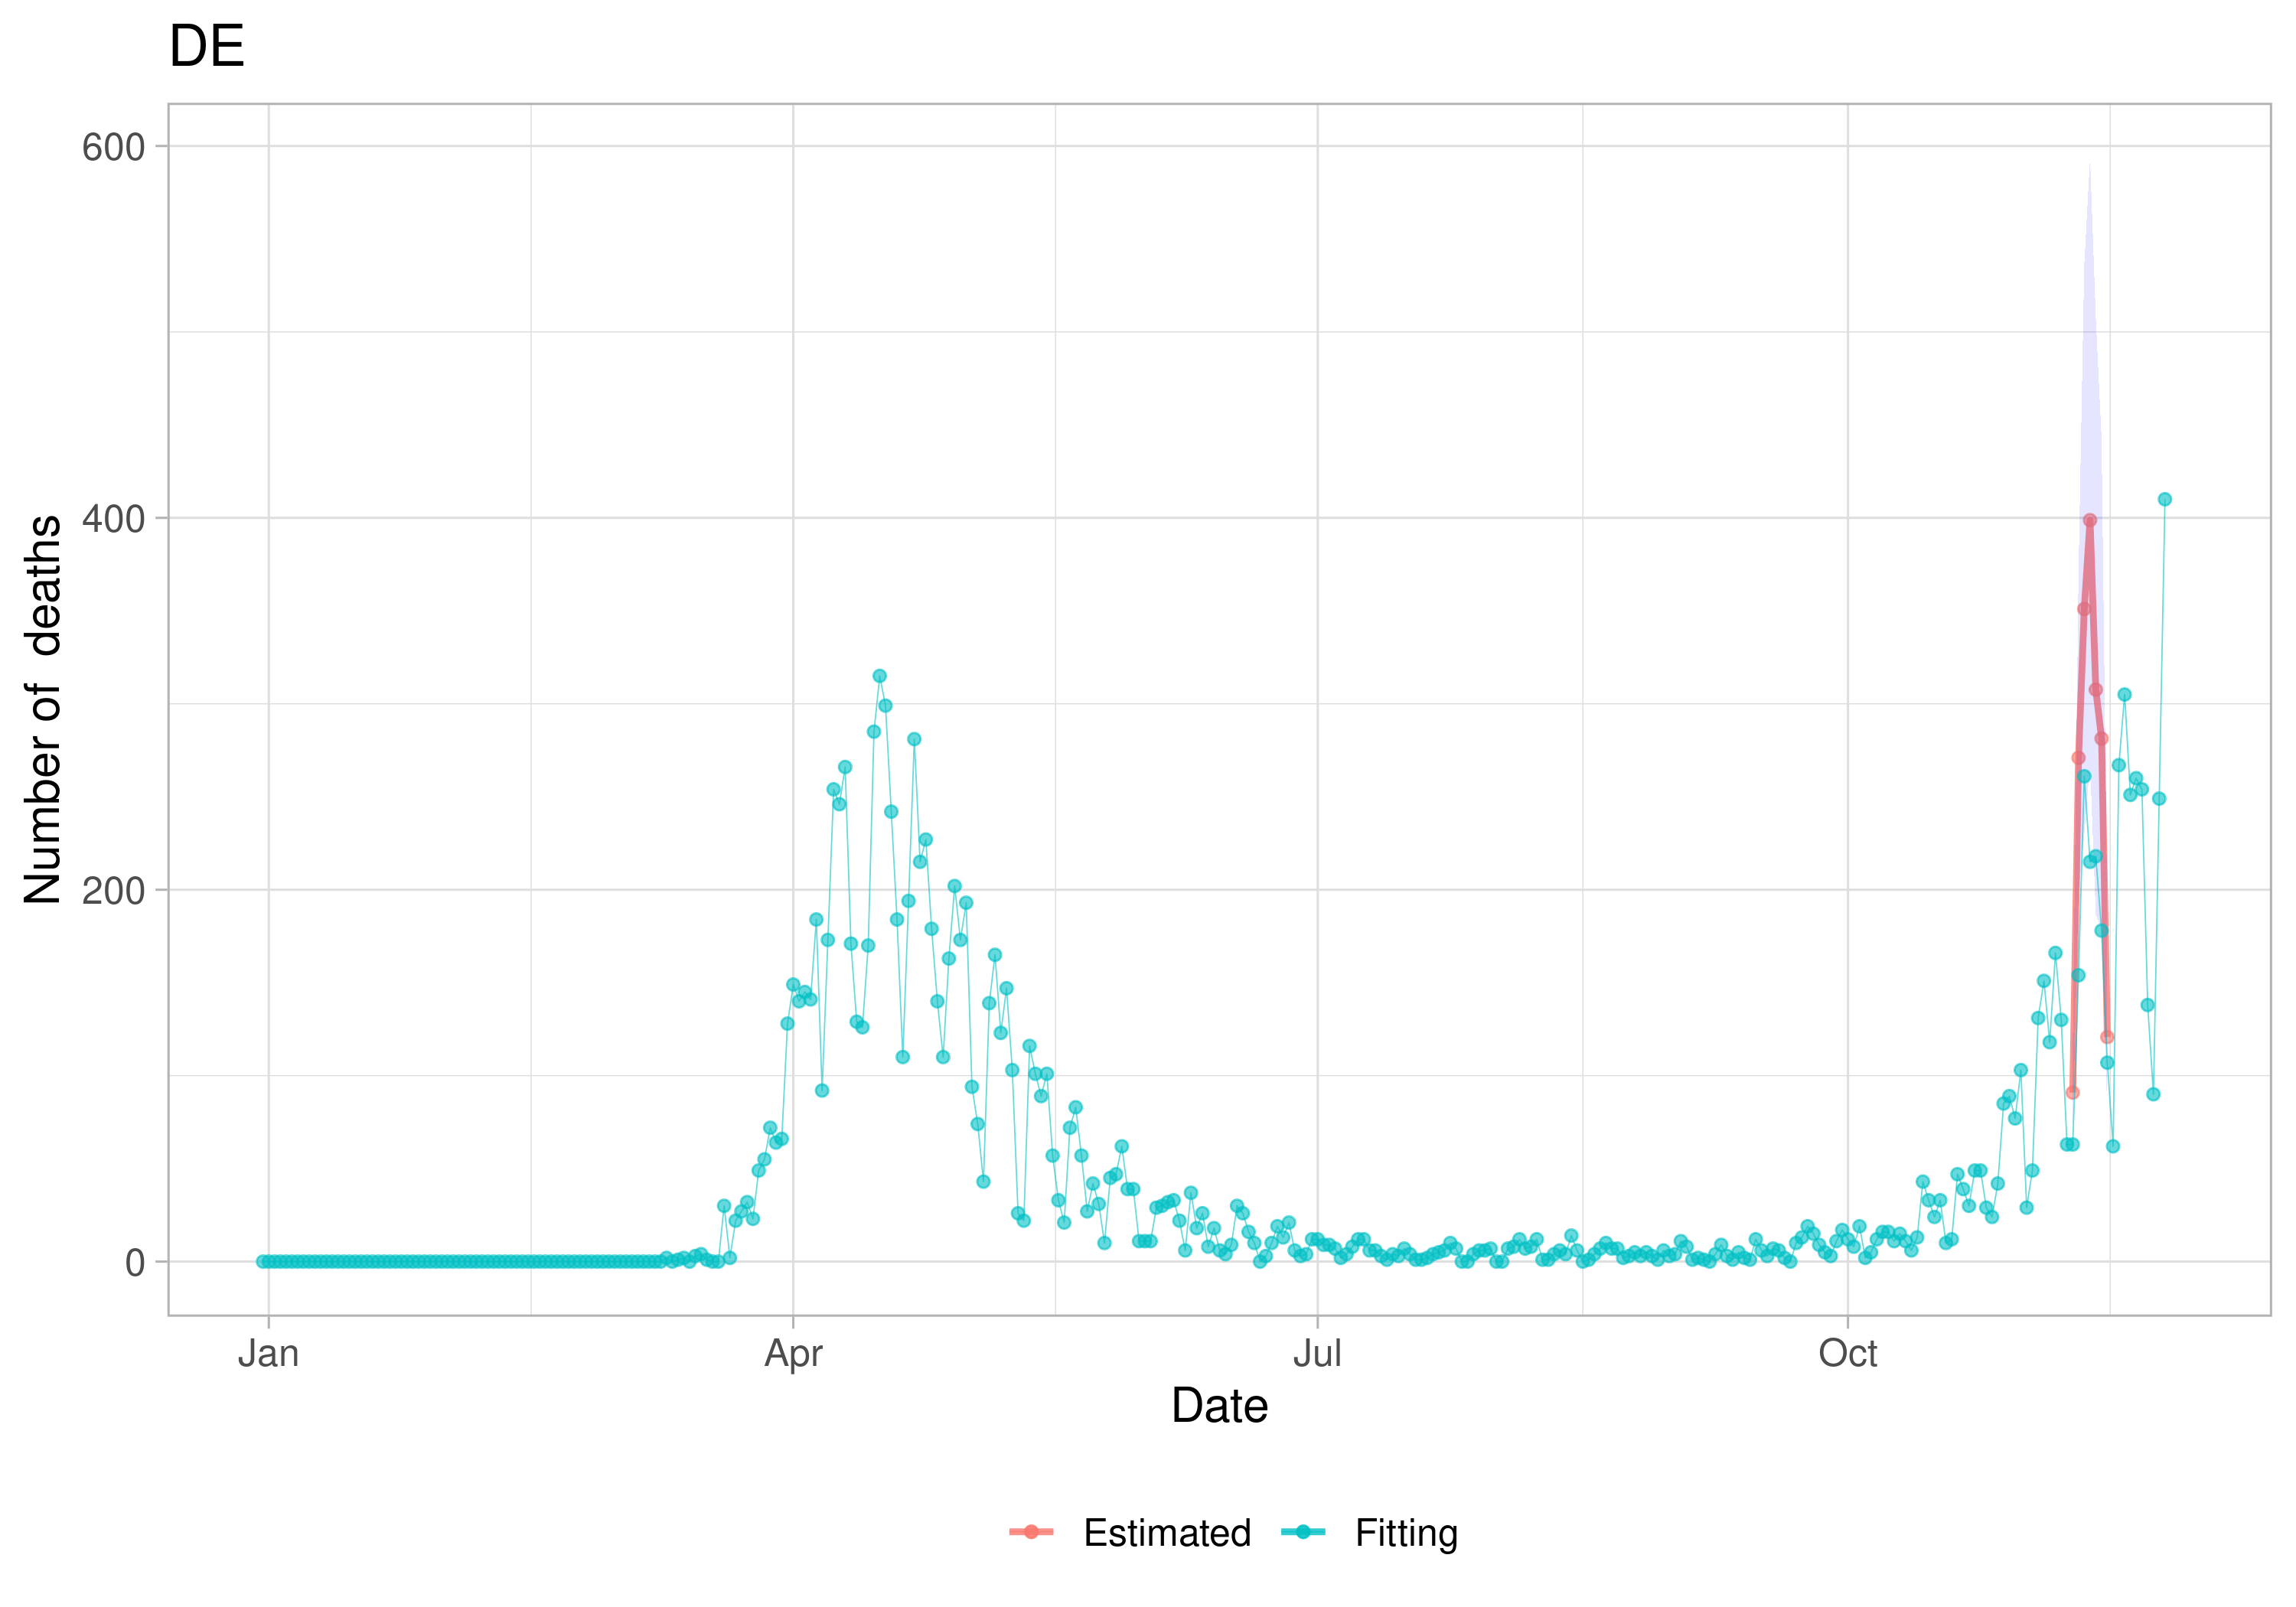 DE
600
400
200
0
Number of deaths
Jan Apr Jul Oct
Date
Estimated Fitting